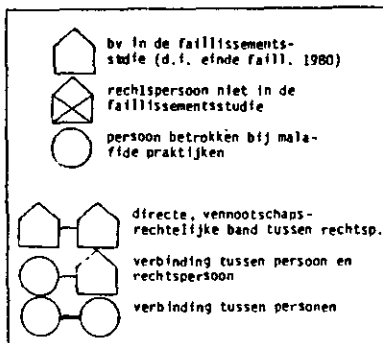 bv in de faillissements-
stdie (d.i. einde faill. 1980)
rechtspersoon niet in de
faillissementsstudie
persoon betrokken bij mala-
fide praktijken
directe, vennootschaps-
rechtelijke band tussen rechtsp.
verbinding tussen persoon en
rechtspersoon
verbinding tussen personen